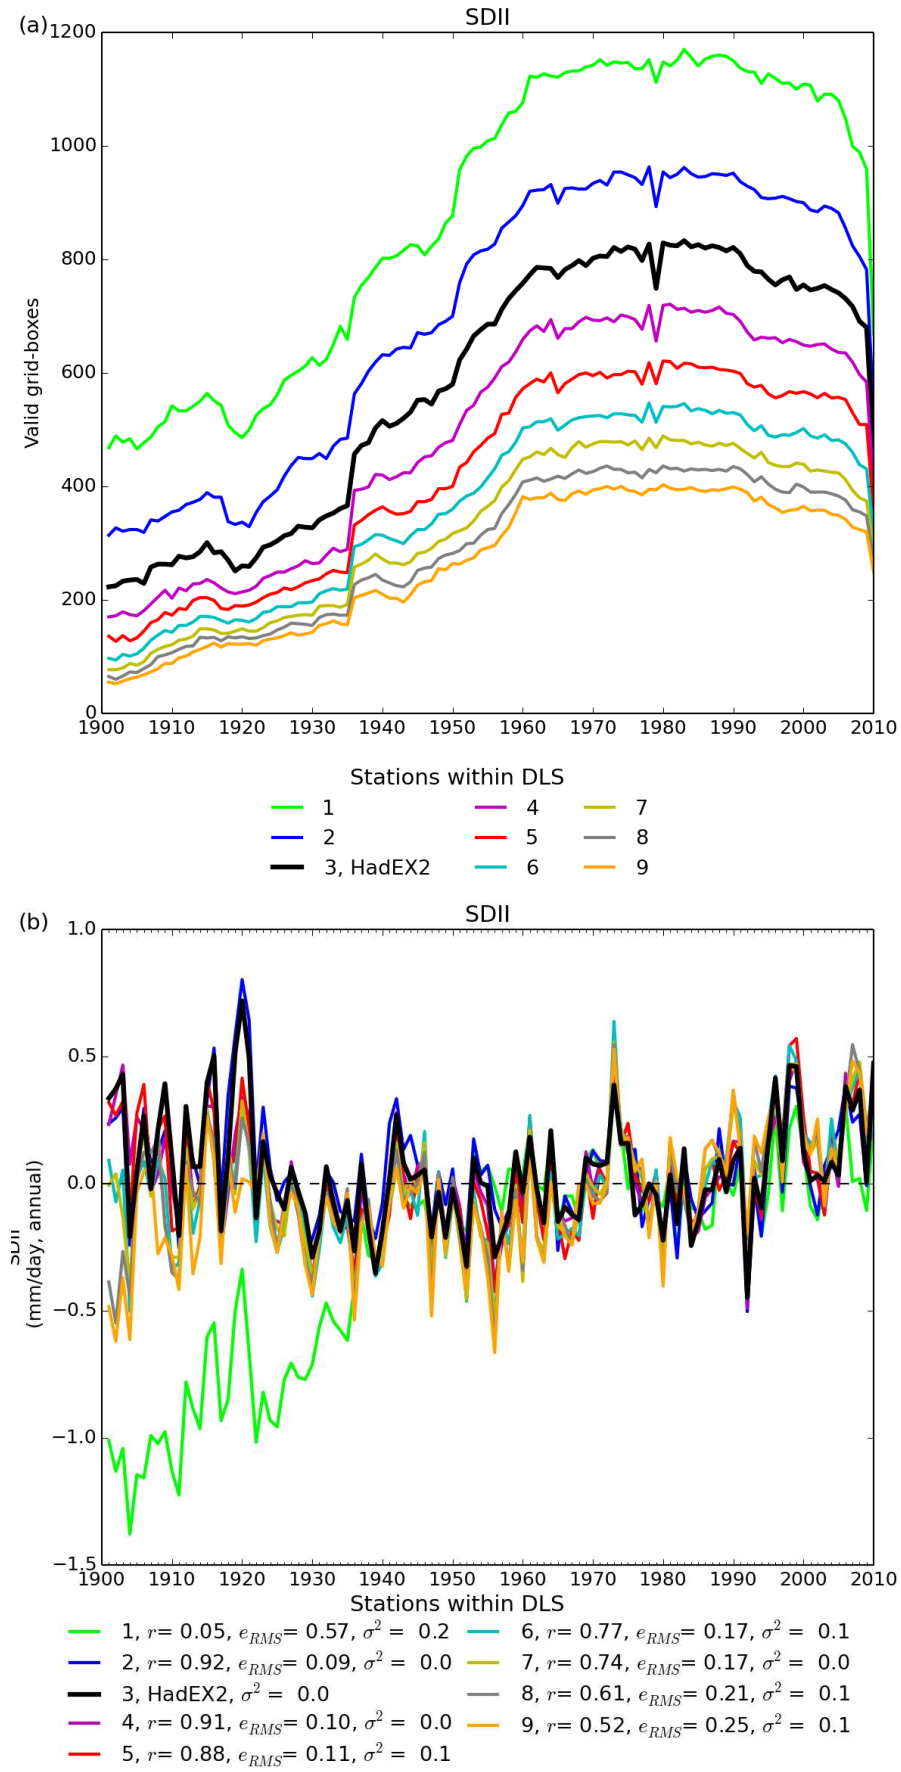 (a)
SDII
1200
1000
800
600
400
200
0
Valid grid-boxes
1900 1910 1920 1930 1940 1950 1960 1970 1980 1990 2000 2010
Stations within DLS
1 4 7
2 5 8
3, HadEX2 6 9
(b)
SDII
1.0
0.5
0.0
−0.5
−1.0
−1.5
SDII
(mm/day, annual)
1900 1910 1920 1930 1940 1950 1960 1970 1980 1990 2000 2010
Stations within DLS
1, r= 0.05, e_RMS= 0.57, σ² = 0.2
2, r= 0.92, e_RMS= 0.09, σ² = 0.0
3, HadEX2, σ² = 0.0
4, r= 0.91, e_RMS= 0.10, σ² = 0.0
5, r= 0.88, e_RMS= 0.11, σ² = 0.1
6, r= 0.77, e_RMS= 0.17, σ² = 0.1
7, r= 0.74, e_RMS= 0.17, σ² = 0.0
8, r= 0.61, e_RMS= 0.21, σ² = 0.1
9, r= 0.52, e_RMS= 0.25, σ² = 0.1